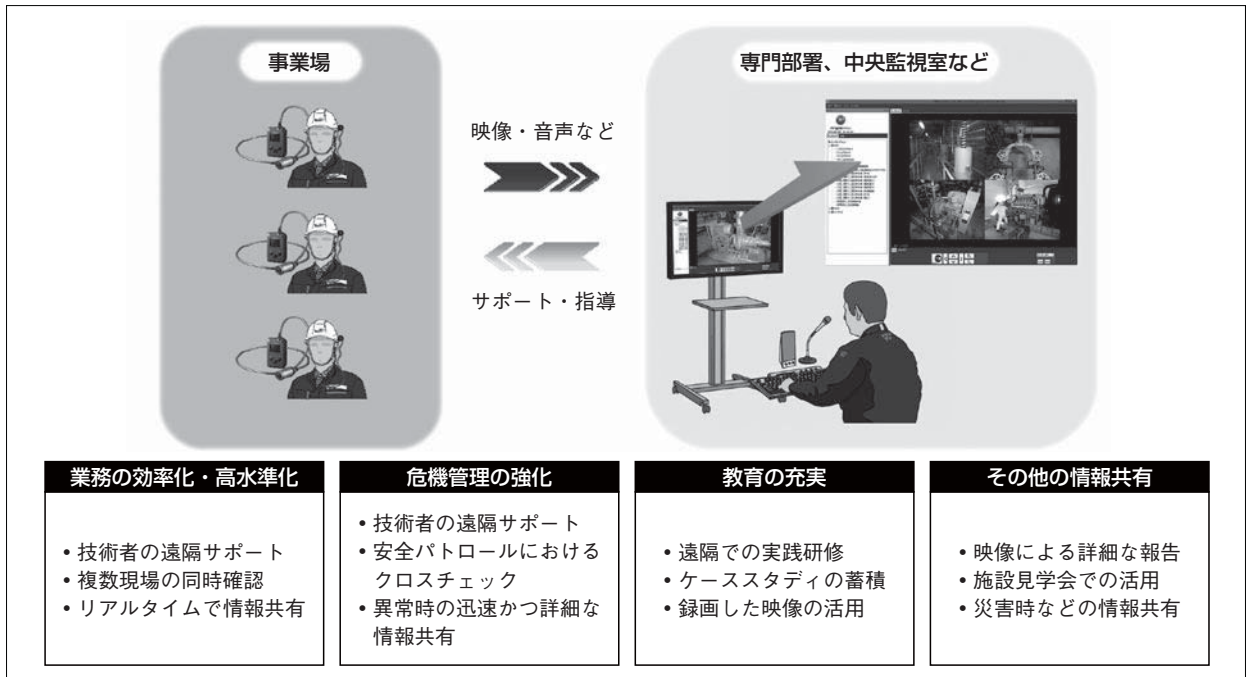 事業場
専門部署、中央監視室など
映像・音声など
サポート・指導
業務の効率化・高水準化
• 技術者の遠隔サポート
• 複数現場の同時確認
• リアルタイムで情報共有
危機管理の強化
• 技術者の遠隔サポート
• 安全パトロールにおける
クロスチェック
• 異常時の迅速かつ詳細な
情報共有
教育の充実
• 遠隔での実践研修
• ケーススタディの蓄積
• 録画した映像の活用
その他の情報共有
• 映像による詳細な報告
• 施設見学会での活用
• 災害時などの情報共有